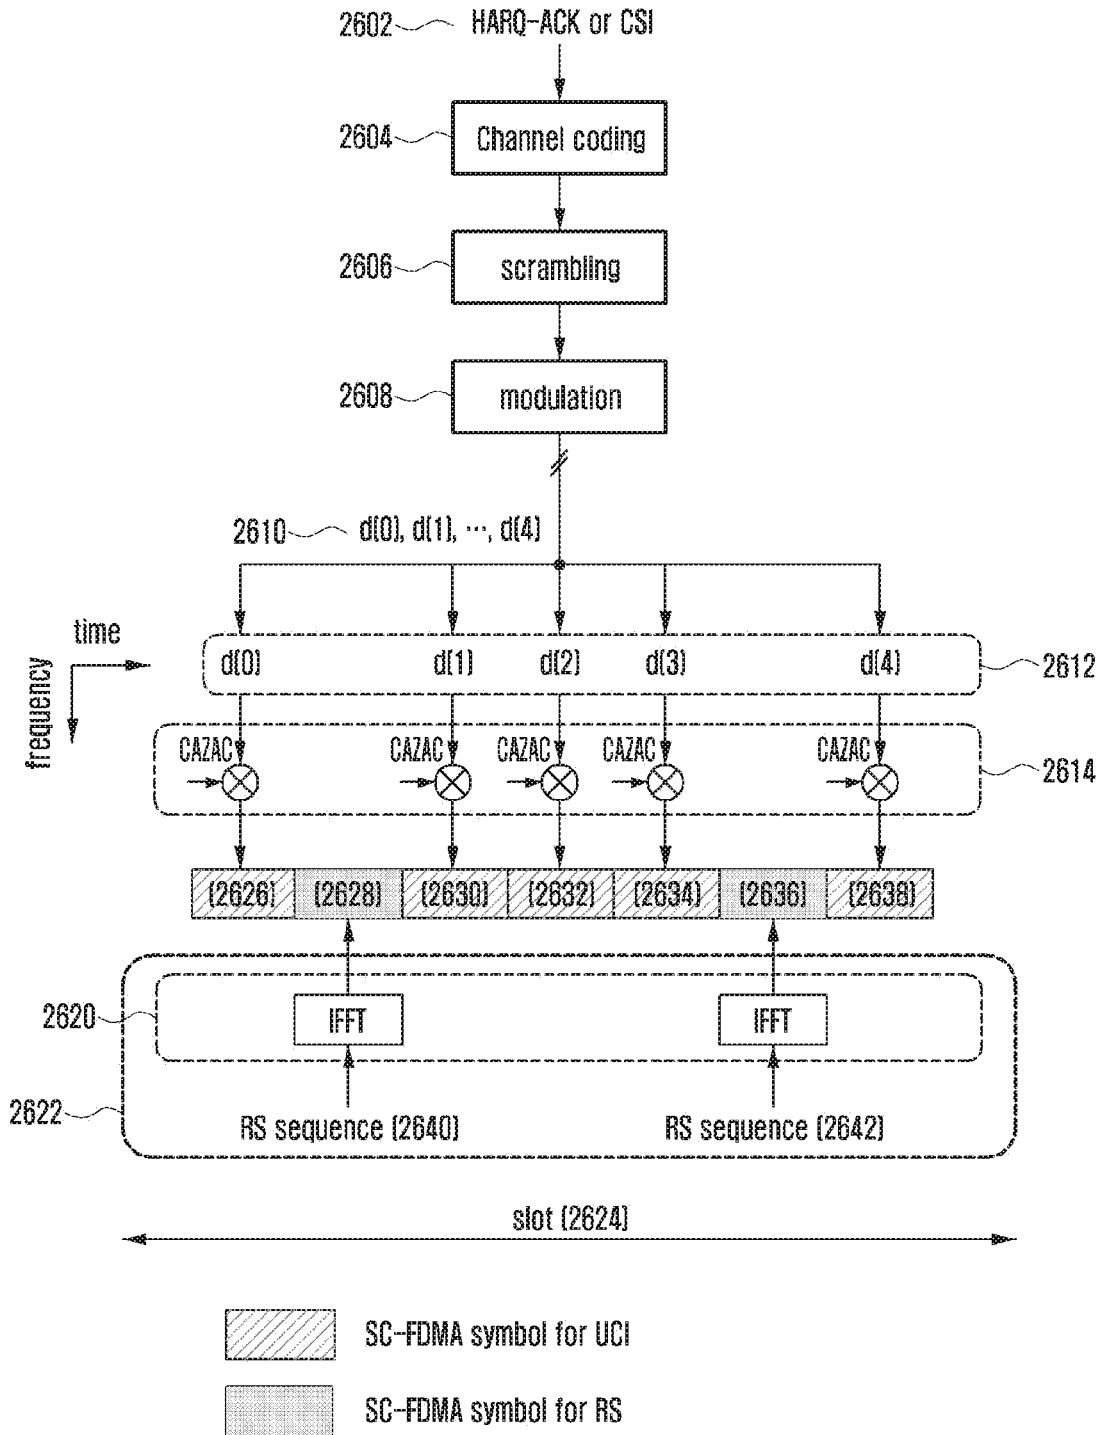 2602 HARQ-ACK or CSI
2604 Channel coding
2606 scrambling
2608 modulation
2610 d(0), d(1), ···, d(4)
time
frequency
d(0) d(1) d(2) d(3) d(4) 2612
CAZAC CAZAC CAZAC CAZAC CAZAC 2614
(2626) (2628) (2630) (2632) (2634) (2636) (2638)
2620 IFFT IFFT
2622
RS sequence (2640) RS sequence (2642)
slot (2624)
SC-FDMA symbol for UCI
SC-FDMA symbol for RS